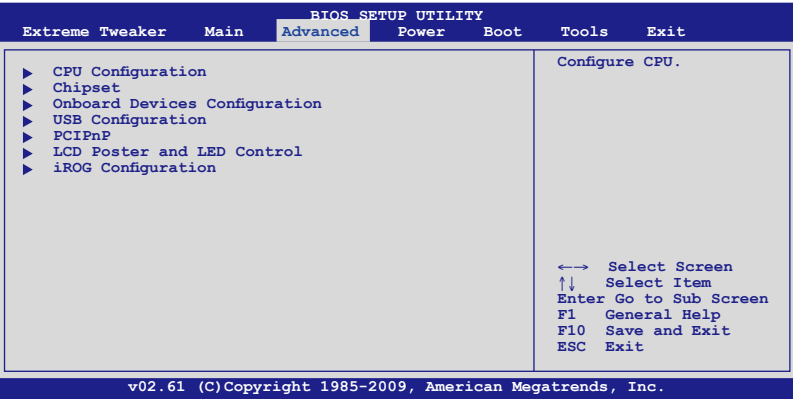 BIOS SETUP UTILITY
Extreme Tweaker Main Advanced Power Boot Tools Exit
CPU Configuration
Chipset
Onboard Devices Configuration
USB Configuration
PCIPnP
LCD Poster and LED Control
iROG Configuration
Configure CPU.
←→ Select Screen
↑↓ Select Item
Enter Go to Sub Screen
F1 General Help
F10 Save and Exit
ESC Exit
v02.61 (C)Copyright 1985-2009, American Megatrends, Inc.